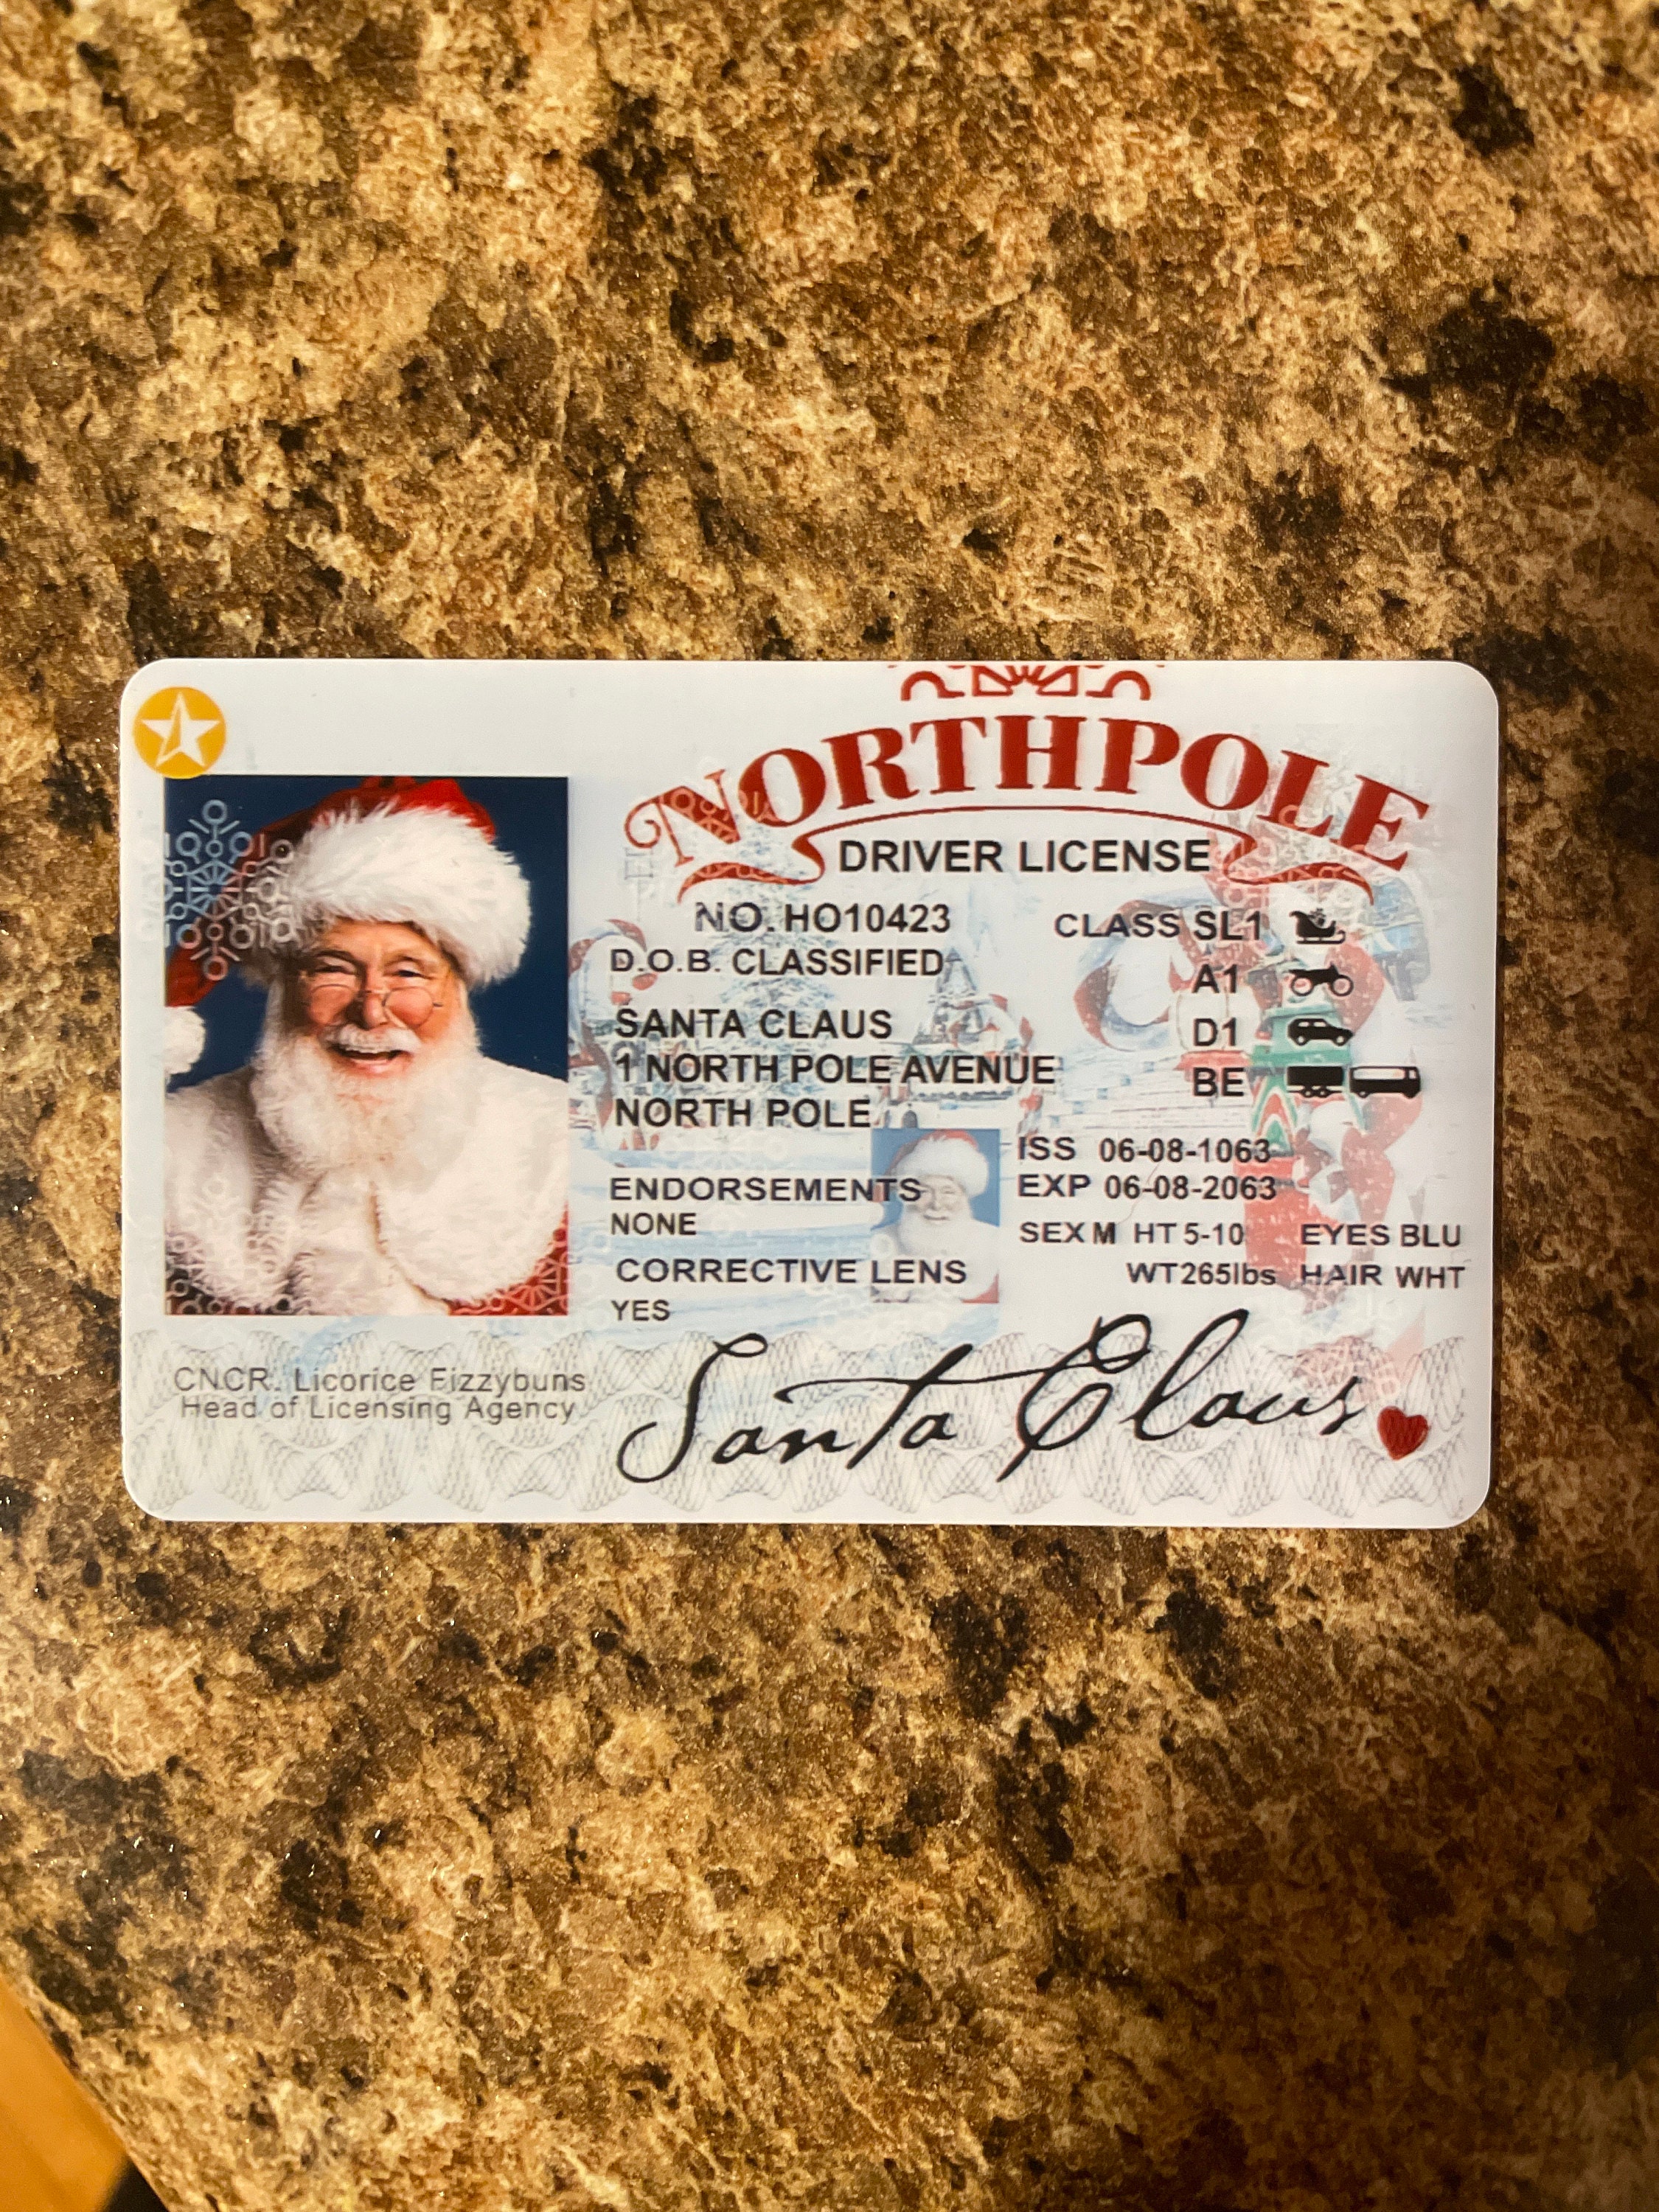 NORTHPOLE
DRIVER LICENSE
NO. HO10423
D.O.B. CLASSIFIED
SANTA CLAUS
1 NORTH POLE AVENUE
NORTH POLE
ENDORSEMENTS
NONE
CORRECTIVE LENS
YES
CLASS SL1
A1
D1
BE
ISS 06-08-1063
EXP 06-08-2063
SEX M HT 5-10 EYES BLU
WT 265lbs HAIR WHT
CNCR. Licorice Fizzybuns
Head of Licensing Agency
Santa Claus